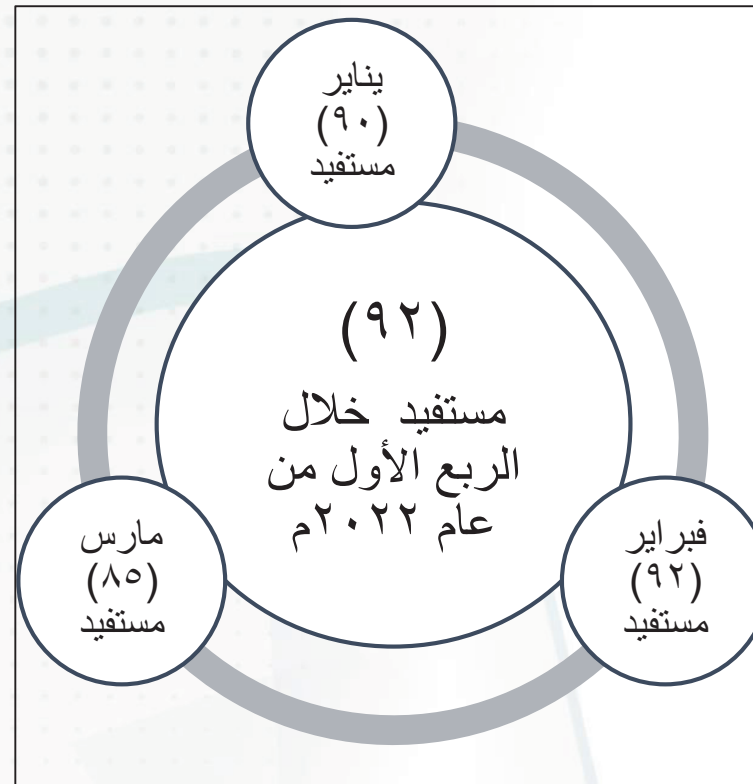 يناير
(٩٠)
مستفيد
(٩٢)
مستفيد خلال
الربع الأول من
عام ٢٠٢٢م
فبراير
(٩٢)
مستفيد
مارس
(٨٥)
مستفيد